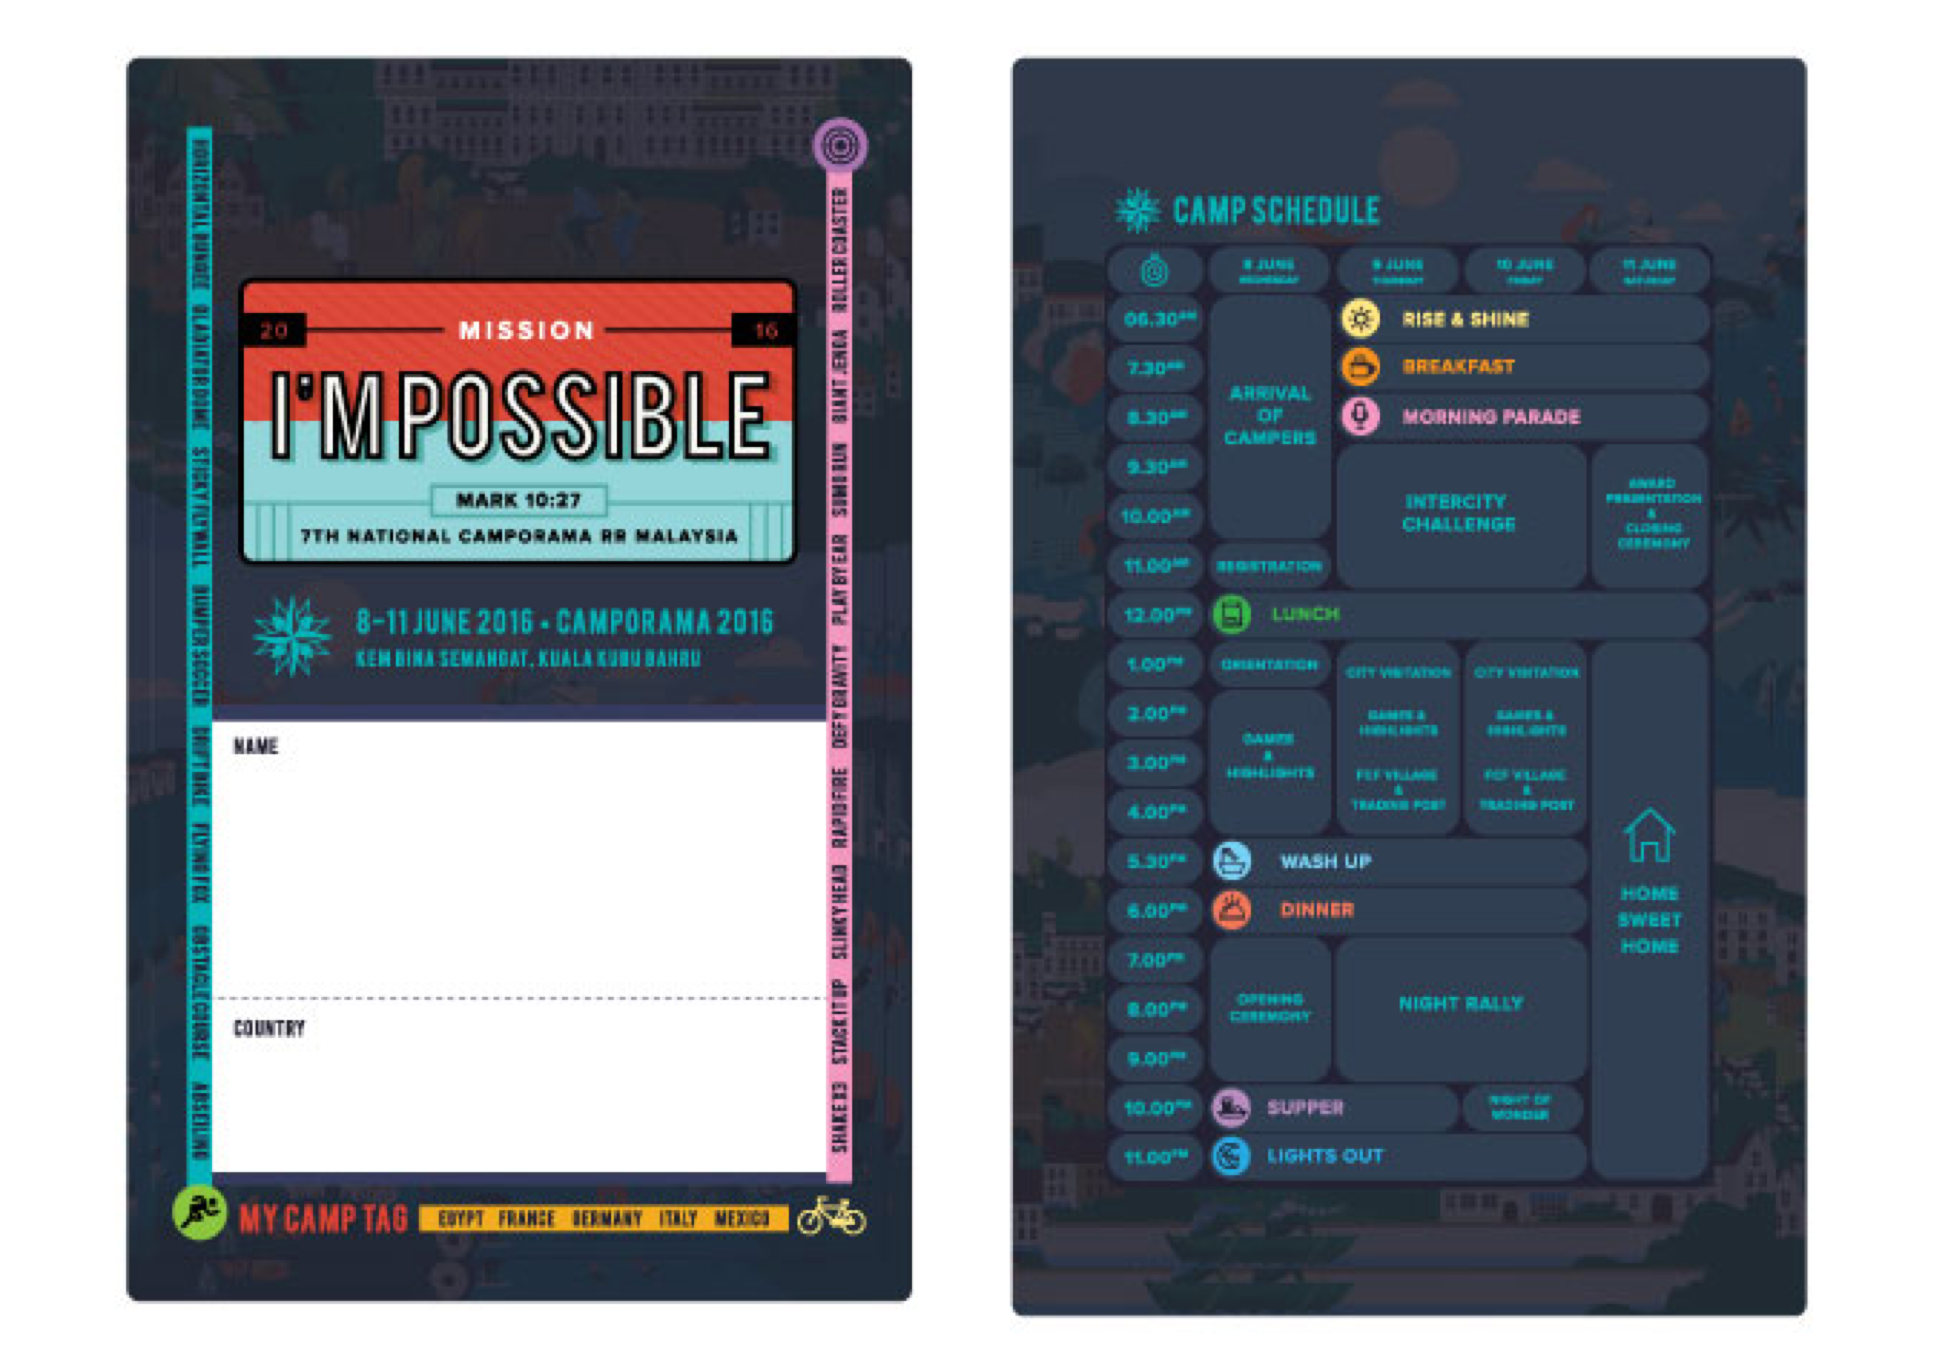 HORIZONTAL BUNGEE GLADIATOR DOME STICKY FLY WALL BUMPER SOCCER DRIFT BIKE FLYING FOX OBSTACLE COURSE ABSEILING
20 MISSION 16
I'MPOSSIBLE
MARK 10:27
7TH NATIONAL CAMPORAMA RR MALAYSIA
8-11 JUNE 2016 • CAMPORAMA 2016
KEM BINA SEMANGAT, KUALA KUBU BAHRU
NAME
COUNTRY
SHAKE 83 STACK IT UP SLINKY HEAD RAPID FIRE DEFY GRAVITY PLAY BY EAR SUMO RUN GIANT JENGA ROLLER COASTER
MY CAMP TAG EGYPT FRANCE GERMANY ITALY MEXICO
CAMP SCHEDULE
8 JUNE 9 JUNE 10 JUNE 11 JUNE
WEDNESDAY THURSDAY FRIDAY SATURDAY
06.30AM RISE & SHINE
7.30AM BREAKFAST
8.30AM MORNING PARADE
ARRIVAL
OF
CAMPERS
9.30AM
10.00AM
INTERCITY
CHALLENGE
AWARD
PRESENTATION
&
CLOSING
CEREMONY
11.00AM REGISTRATION
12.00PM LUNCH
1.00PM ORIENTATION
CITY VISITATION
GAMES &
HIGHLIGHTS
FCF VILLAGE
&
TRADING POST
CITY VISITATION
GAMES &
HIGHLIGHTS
FCF VILLAGE
&
TRADING POST
2.00PM
3.00PM
4.00PM
GAMES
&
HIGHLIGHTS
5.30PM WASH UP
6.00PM DINNER
HOME
SWEET
HOME
7.00PM
8.00PM
9.00PM
OPENING
CEREMONY
NIGHT RALLY
10.00PM SUPPER
NIGHT OF
WONDER
11.00PM LIGHTS OUT